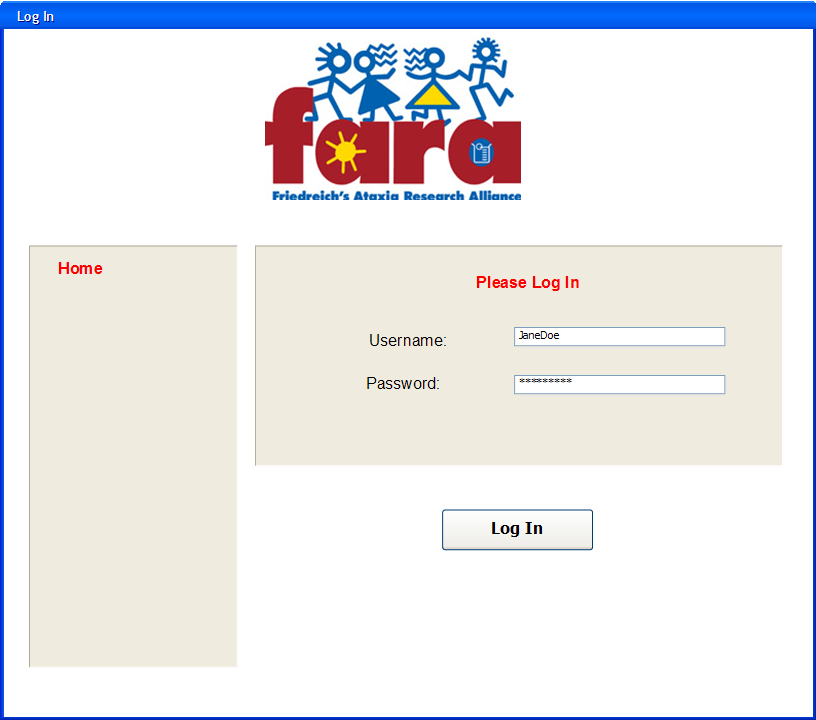 Log In
fara
Friedreich's Ataxia Research Alliance
Home
Please Log In
Username:
JaneDoe
Password:
*********
Log In